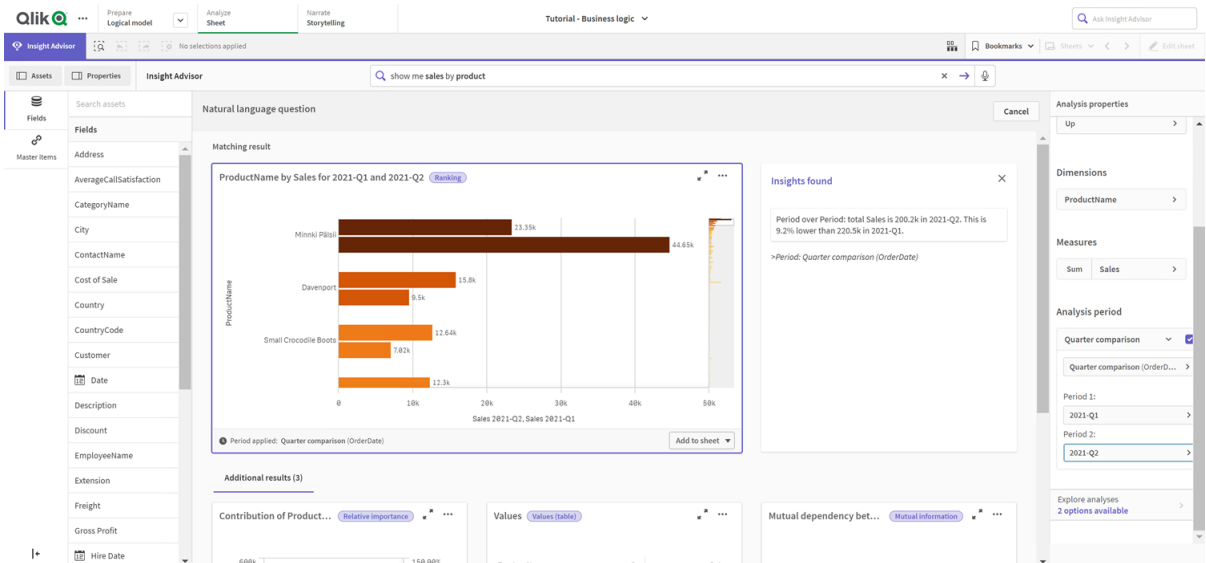 Qlik
Prepare
Logical model
Analyze
Sheet
Narrate
Storytelling
Tutorial - Business logic
Ask Insight Advisor
Insight Advisor
No selections applied
Bookmarks
Sheets
Edit sheet
Assets
Properties
Insight Advisor
show me sales by product
Fields
Master items
Search assets
Fields
Address
AverageCallSatisfaction
CategoryName
City
ContactName
Cost of Sale
Country
CountryCode
Customer
Date
Description
Discount
EmployeeName
Extension
Freight
Gross Profit
Hire Date
Natural language question
Cancel
Matching result
ProductName by Sales for 2021-Q1 and 2021-Q2
Ranking
ProductName
Minnki Pälsii
23.35k
44.65k
Davenport
15.8k
9.5k
Small Crocodile Boots
12.64k
7.02k
12.3k
0
10k
20k
30k
40k
50k
Sales 2021-Q2, Sales 2021-Q1
Period applied: Quarter comparison (OrderDate)
Add to sheet
Insights found
Period over Period: total Sales is 200.2k in 2021-Q2. This is
9.2% lower than 220.5k in 2021-Q1.
>Period: Quarter comparison (OrderDate)
Additional results (3)
Contribution of Product...
Relative importance
600k
150.00%
Values
Values (table)
Mutual dependency bet...
Mutual information
Analysis properties
Up
Dimensions
ProductName
Measures
Sum
Sales
Analysis period
Quarter comparison
Quarter comparison (OrderD...
Period 1:
2021-Q1
Period 2:
2021-Q2
Explore analyses
2 options available